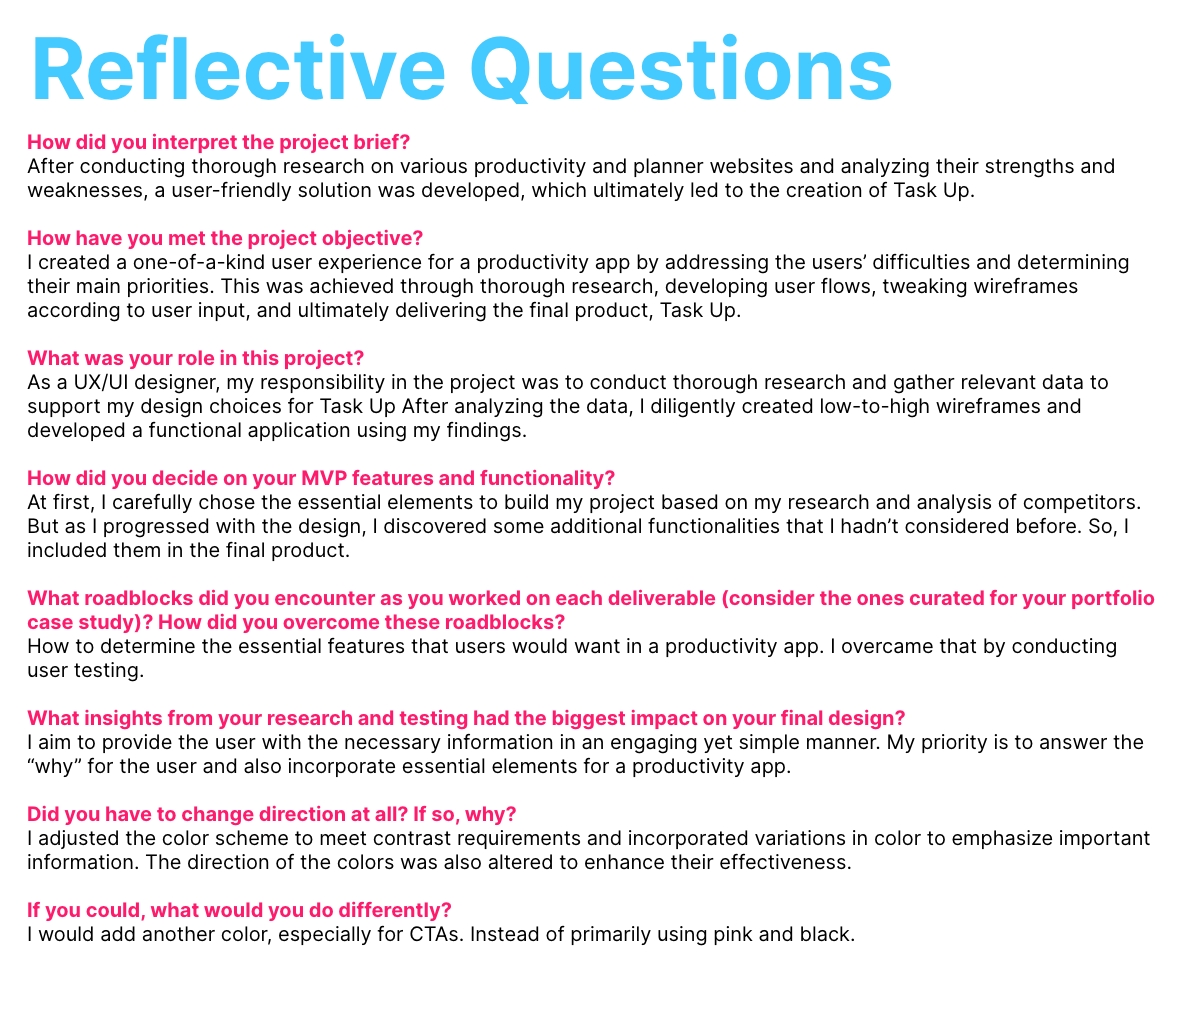 Reflective Questions
How did you interpret the project brief?
After conducting thorough research on various productivity and planner websites and analyzing their strengths and
weaknesses, a user-friendly solution was developed, which ultimately led to the creation of Task Up.
How have you met the project objective?
I created a one-of-a-kind user experience for a productivity app by addressing the users’ difficulties and determining
their main priorities. This was achieved through thorough research, developing user flows, tweaking wireframes
according to user input, and ultimately delivering the final product, Task Up.
What was your role in this project?
As a UX/UI designer, my responsibility in the project was to conduct thorough research and gather relevant data to
support my design choices for Task Up After analyzing the data, I diligently created low-to-high wireframes and
developed a functional application using my findings.
How did you decide on your MVP features and functionality?
At first, I carefully chose the essential elements to build my project based on my research and analysis of competitors.
But as I progressed with the design, I discovered some additional functionalities that I hadn’t considered before. So, I
included them in the final product.
What roadblocks did you encounter as you worked on each deliverable (consider the ones curated for your portfolio
case study)? How did you overcome these roadblocks?
How to determine the essential features that users would want in a productivity app. I overcame that by conducting
user testing.
What insights from your research and testing had the biggest impact on your final design?
I aim to provide the user with the necessary information in an engaging yet simple manner. My priority is to answer the
“why” for the user and also incorporate essential elements for a productivity app.
Did you have to change direction at all? If so, why?
I adjusted the color scheme to meet contrast requirements and incorporated variations in color to emphasize important
information. The direction of the colors was also altered to enhance their effectiveness.
If you could, what would you do differently?
I would add another color, especially for CTAs. Instead of primarily using pink and black.